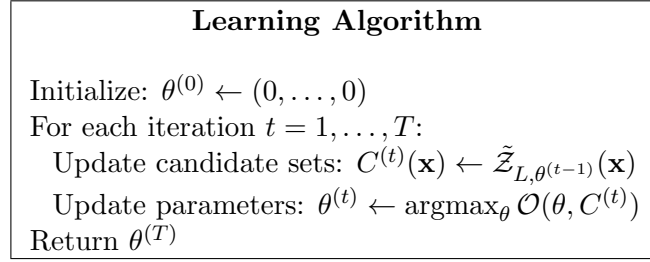 Learning Algorithm
Initialize: θ^(0) ← (0, . . . , 0)
For each iteration t = 1, . . . , T:
Update candidate sets: C^(t)(x) ← Z̃_{L,θ^(t−1)}(x)
Update parameters: θ^(t) ← argmax_θ O(θ, C^(t))
Return θ^(T)